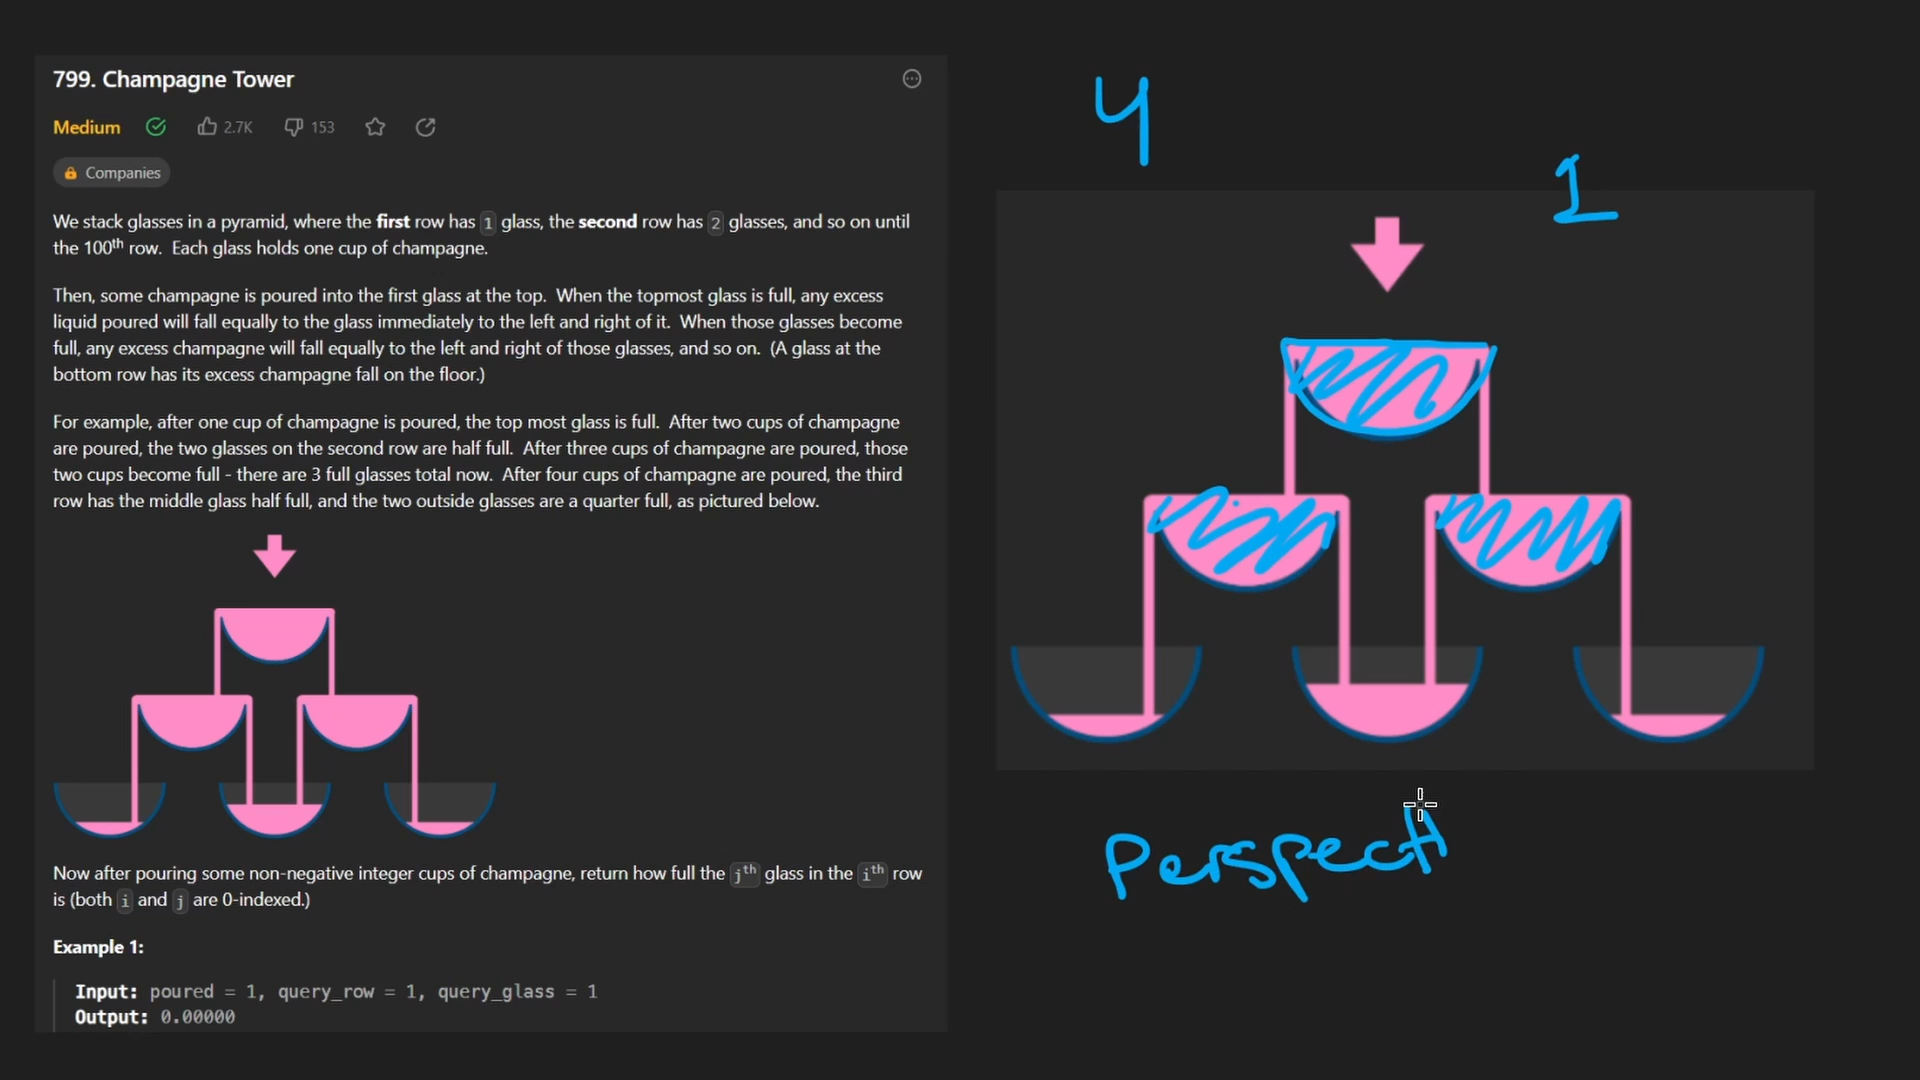 799. Champagne Tower
Medium 2.7K 153
Companies
We stack glasses in a pyramid, where the first row has 1 glass, the second row has 2 glasses, and so on until
the 100th row. Each glass holds one cup of champagne.
Then, some champagne is poured into the first glass at the top. When the topmost glass is full, any excess
liquid poured will fall equally to the glass immediately to the left and right of it. When those glasses become
full, any excess champagne will fall equally to the left and right of those glasses, and so on. (A glass at the
bottom row has its excess champagne fall on the floor.)
For example, after one cup of champagne is poured, the top most glass is full. After two cups of champagne
are poured, the two glasses on the second row are half full. After three cups of champagne are poured, those
two cups become full - there are 3 full glasses total now. After four cups of champagne are poured, the third
row has the middle glass half full, and the two outside glasses are a quarter full, as pictured below.
Now after pouring some non-negative integer cups of champagne, return how full the jth glass in the ith row
is (both i and j are 0-indexed.)
Example 1:
Input: poured = 1, query_row = 1, query_glass = 1
Output: 0.00000
4
1
Perspect